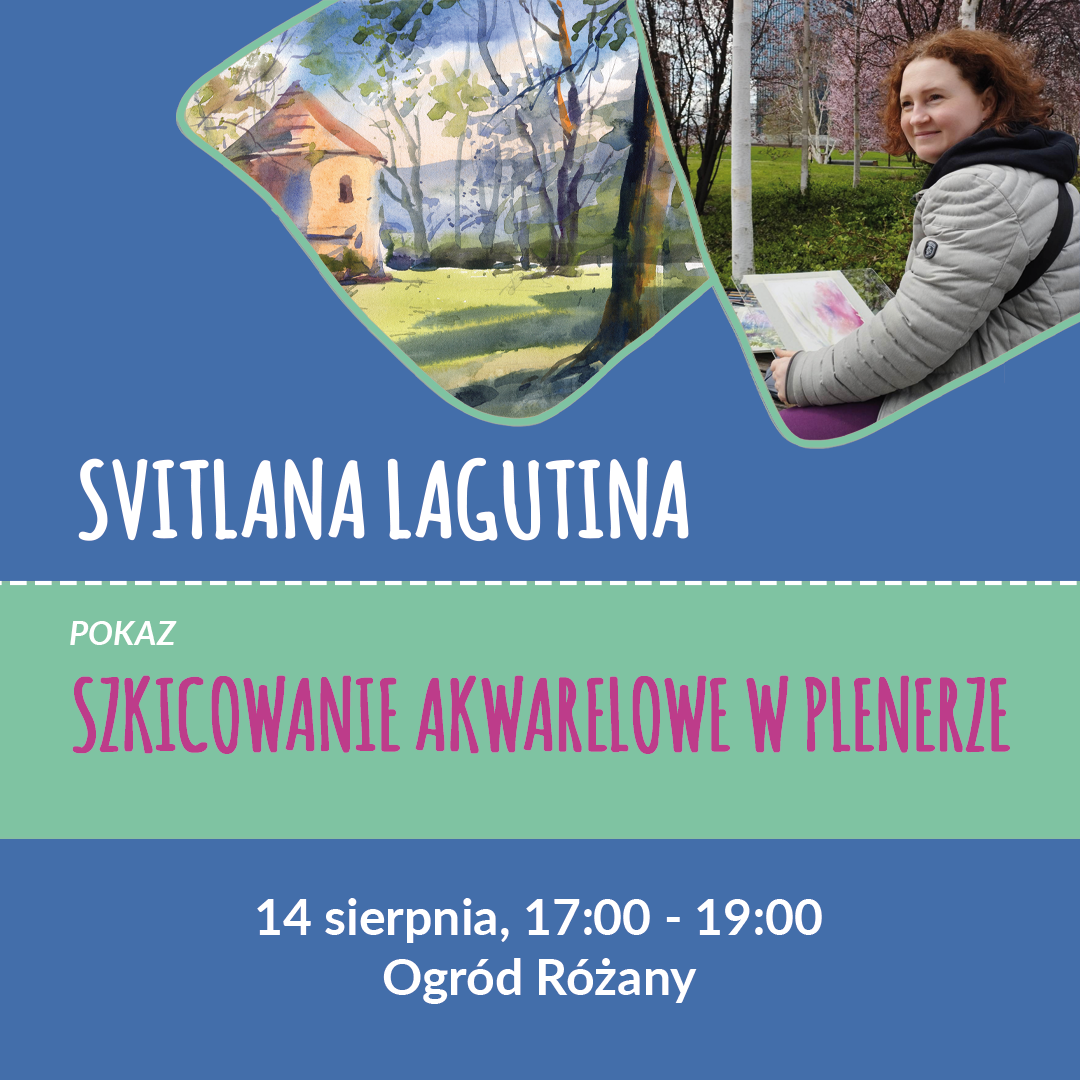 SVITLANA LAGUTINA
POKAZ
SZKICOWANIE AKWARELOWE W PLENERZE
14 sierpnia, 17:00 - 19:00
Ogród Różany